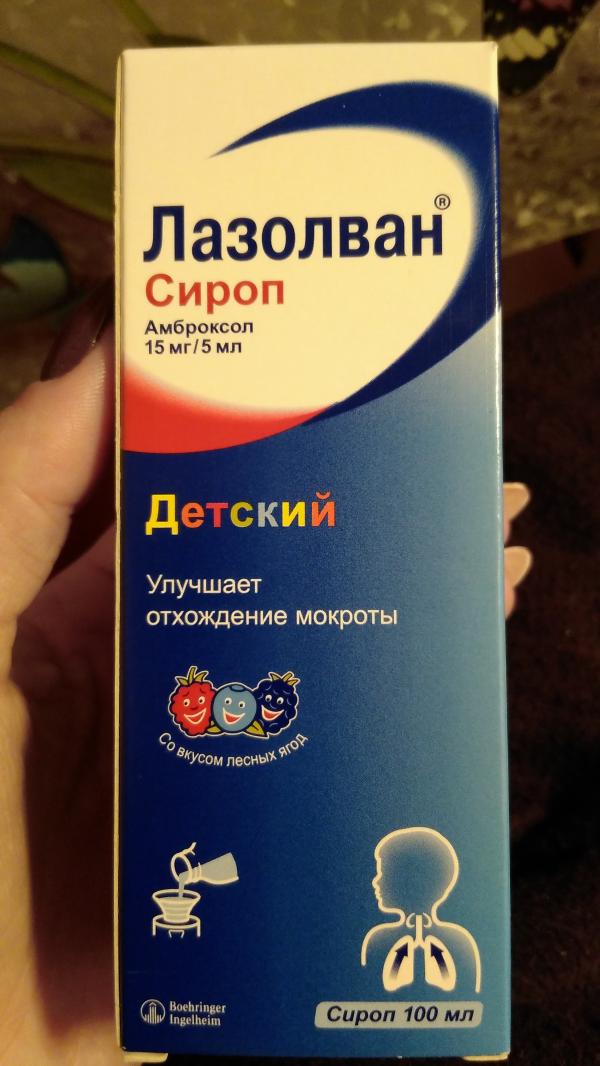 Лазолван®
Сироп
Амброксол
15 мг/5 мл
Детский
Улучшает
отхождение мокроты
Со вкусом лесных ягод
Boehringer
Ingelheim
Сироп 100 мл